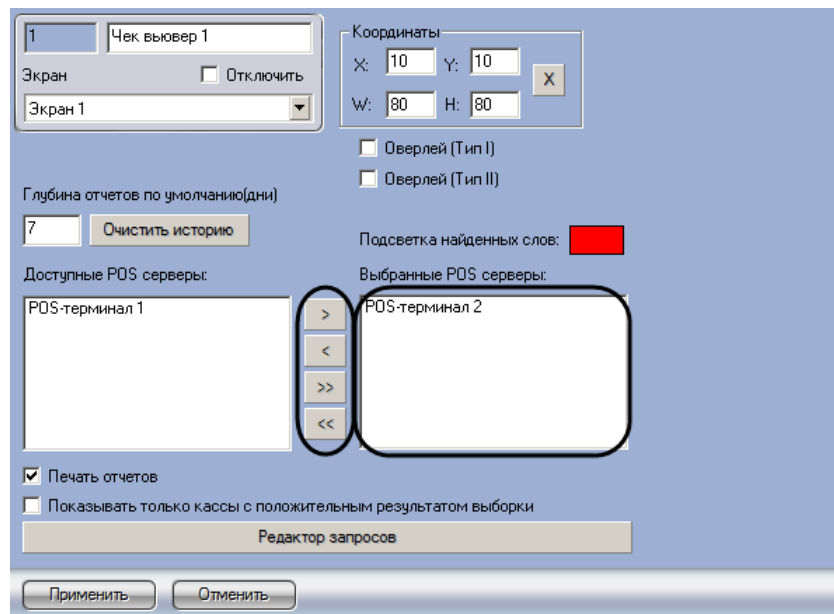 1 Чек вьювер 1
Экран Отключить
Экран 1
Координаты
X: 10 Y: 10 X
W: 80 H: 80
Оверлей (Тип I)
Оверлей (Тип II)
Глубина отчетов по умолчанию(дни)
7 Очистить историю
Подсветка найденных слов:
Доступные POS серверы:
POS-терминал 1
>
<
>>
<<
Выбранные POS серверы:
POS-терминал 2
Печать отчетов
Показывать только кассы с положительным результатом выборки
Редактор запросов
Применить Отменить